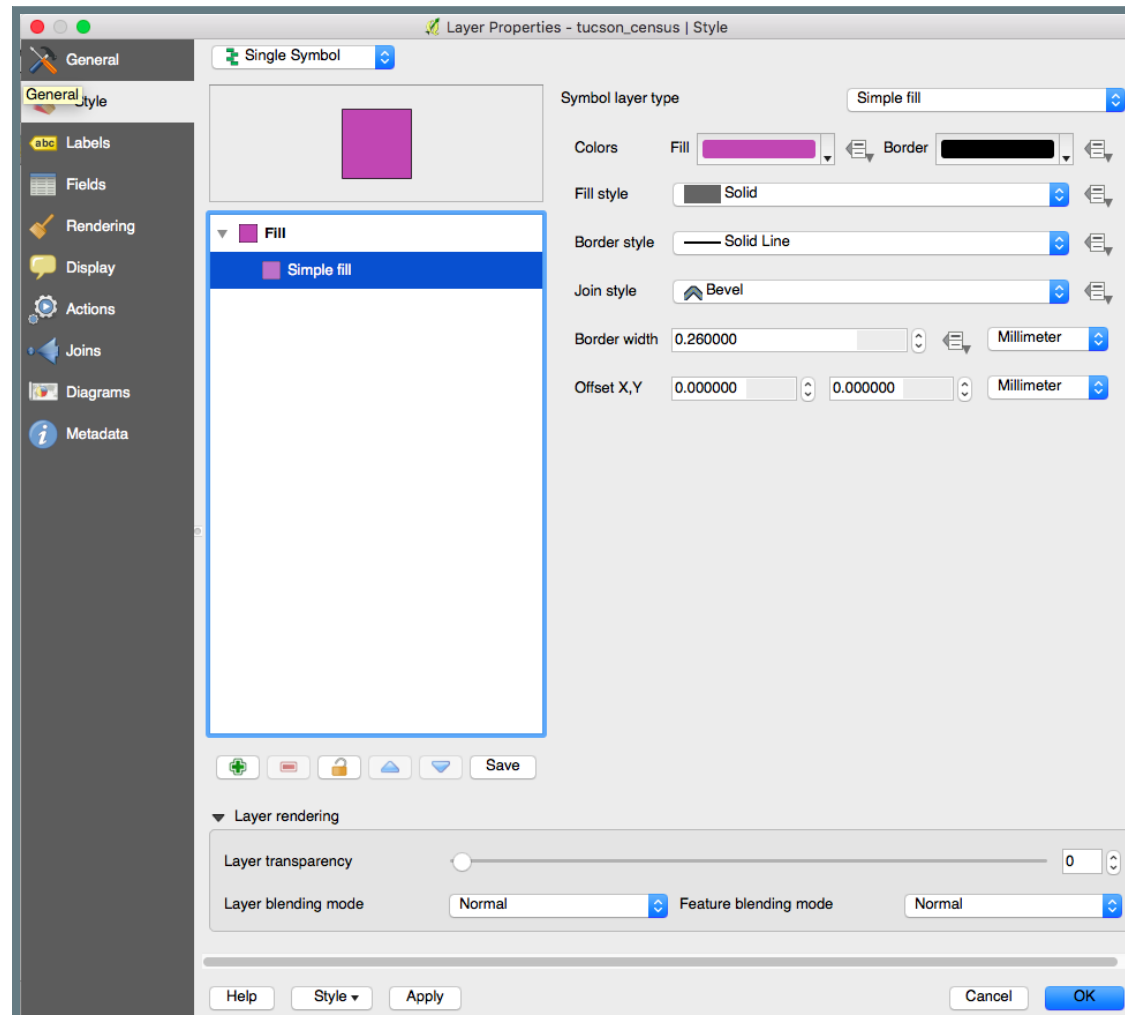 Layer Properties - tucson_census | Style
General
General
Style
abc Labels
Fields
Rendering
Display
Actions
Joins
Diagrams
Metadata
Single Symbol
Fill
Simple fill
Save
Symbol layer type Simple fill
Colors Fill Border
Fill style Solid
Border style Solid Line
Join style Bevel
Border width 0.260000 Millimeter
Offset X,Y 0.000000 0.000000 Millimeter
Layer rendering
Layer transparency 0
Layer blending mode Normal Feature blending mode Normal
Help Style Apply Cancel OK